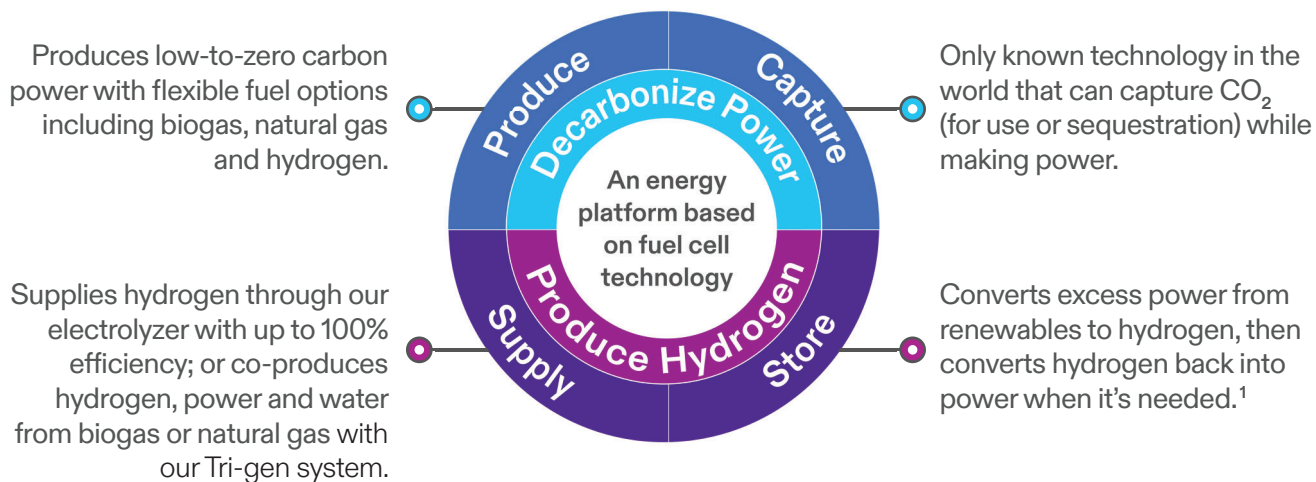 Produces low-to-zero carbon
power with flexible fuel options
including biogas, natural gas
and hydrogen.
Produce
Capture
Decarbonize Power
Only known technology in the
world that can capture CO₂
(for use or sequestration) while
making power.
An energy
platform based
on fuel cell
technology
Supplies hydrogen through our
electrolyzer with up to 100%
efficiency; or co-produces
hydrogen, power and water
from biogas or natural gas with
our Tri-gen system.
Produce Hydrogen
Supply
Store
Converts excess power from
renewables to hydrogen, then
converts hydrogen back into
power when it’s needed.¹